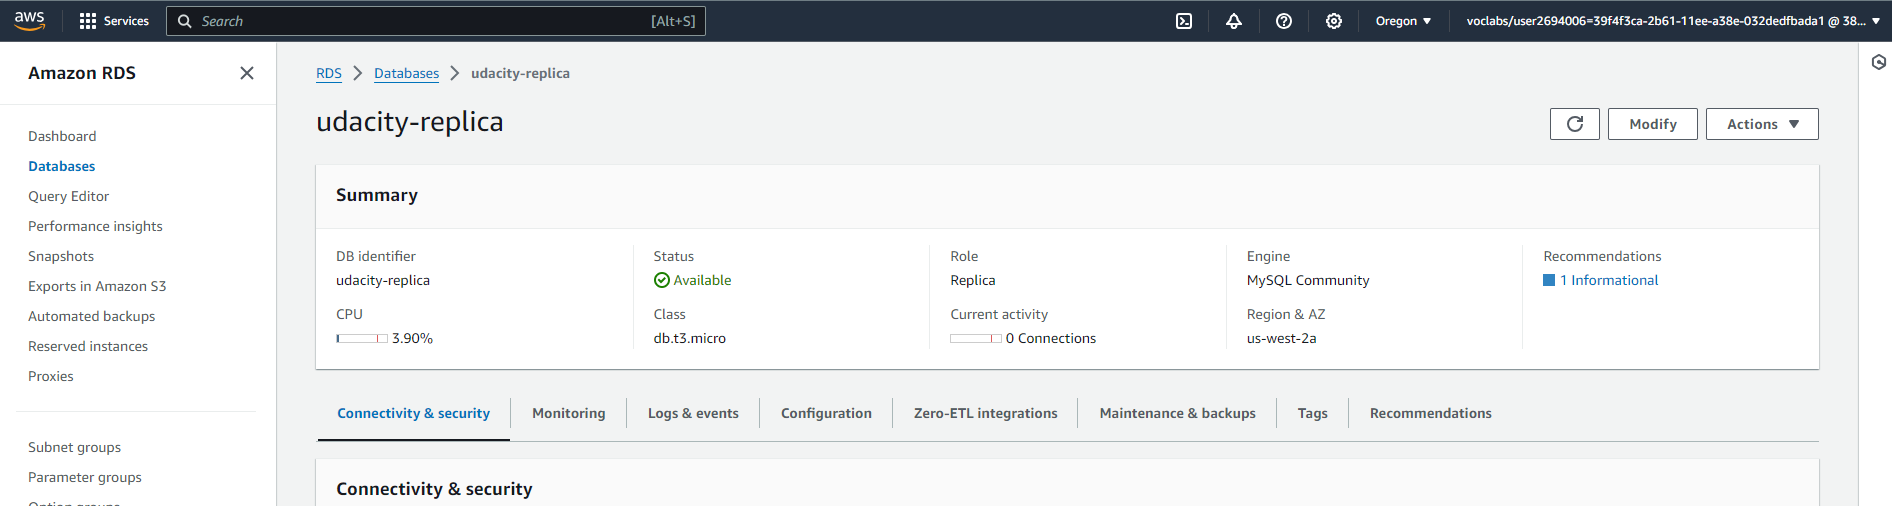 aws
Services
Search
[Alt+S]
Oregon
voclabs/user2694006=39f4f3ca-2b61-11ee-a38e-032dedfbada1 @ 38...
Amazon RDS
Dashboard
Databases
Query Editor
Performance insights
Snapshots
Exports in Amazon S3
Automated backups
Reserved instances
Proxies
Subnet groups
Parameter groups
Option groups
RDS > Databases > udacity-replica
udacity-replica
Modify
Actions
Summary
DB identifier
udacity-replica
Status
Available
Role
Replica
Engine
MySQL Community
Recommendations
1 Informational
CPU
3.90%
Class
db.t3.micro
Current activity
0 Connections
Region & AZ
us-west-2a
Connectivity & security
Monitoring
Logs & events
Configuration
Zero-ETL integrations
Maintenance & backups
Tags
Recommendations
Connectivity & security